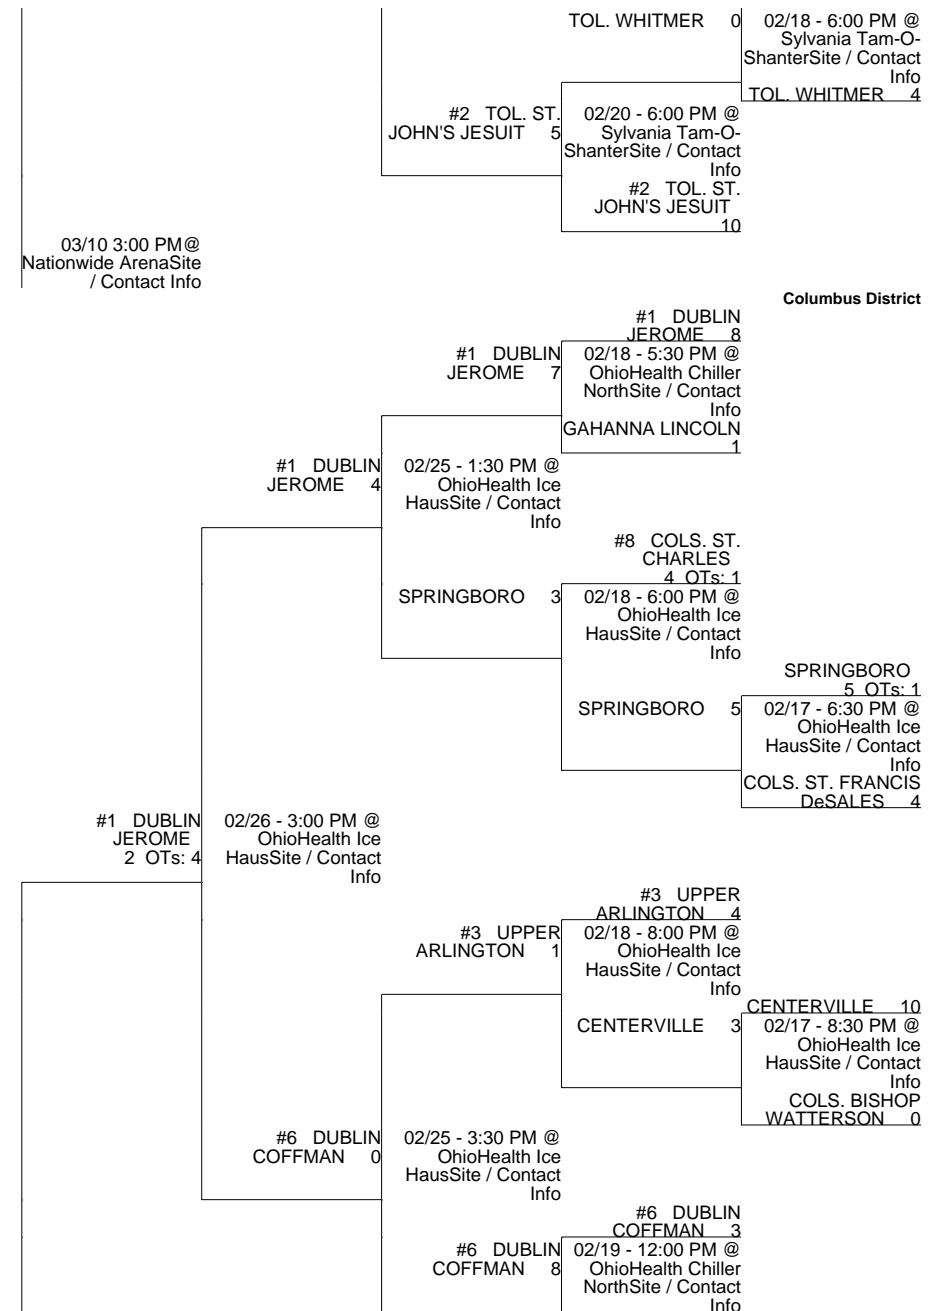 TOL. WHITMER 0
02/18 - 6:00 PM @
Sylvania Tam-O-
ShanterSite / Contact
Info
TOL. WHITMER 4
#2 TOL. ST.
JOHN'S JESUIT 5
02/20 - 6:00 PM @
Sylvania Tam-O-
ShanterSite / Contact
Info
#2 TOL. ST.
JOHN'S JESUIT
10
03/10 3:00 PM@
Nationwide ArenaSite
/ Contact Info
Columbus District
#1 DUBLIN
JEROME 8
#1 DUBLIN
JEROME 7
02/18 - 5:30 PM @
OhioHealth Chiller
NorthSite / Contact
Info
GAHANNA LINCOLN
1
#1 DUBLIN
JEROME 4
02/25 - 1:30 PM @
OhioHealth Ice
HausSite / Contact
Info
#8 COLS. ST.
CHARLES
4 OTs: 1
SPRINGBORO 3
02/18 - 6:00 PM @
OhioHealth Ice
HausSite / Contact
Info
SPRINGBORO
5 OTs: 1
SPRINGBORO 5
02/17 - 6:30 PM @
OhioHealth Ice
HausSite / Contact
Info
COLS. ST. FRANCIS
DeSALES 4
#1 DUBLIN
JEROME
2 OTs: 4
02/26 - 3:00 PM @
OhioHealth Ice
HausSite / Contact
Info
#3 UPPER
ARLINGTON 4
#3 UPPER
ARLINGTON 1
02/18 - 8:00 PM @
OhioHealth Ice
HausSite / Contact
Info
CENTERVILLE 10
CENTERVILLE 3
02/17 - 8:30 PM @
OhioHealth Ice
HausSite / Contact
Info
COLS. BISHOP
WATTERSON 0
#6 DUBLIN
COFFMAN 0
02/25 - 3:30 PM @
OhioHealth Ice
HausSite / Contact
Info
#6 DUBLIN
COFFMAN 3
#6 DUBLIN
COFFMAN 8
02/19 - 12:00 PM @
OhioHealth Chiller
NorthSite / Contact
Info